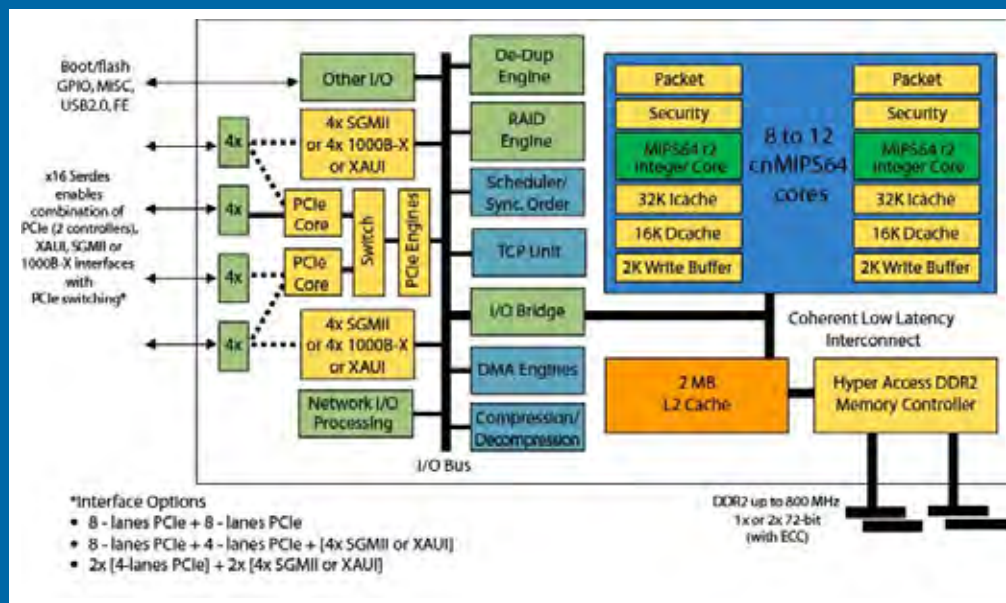 Boot/flash
GPIO, MISC,
USB2.0, FE
x16 Serdes
enables
combination of
PCIe (2 controllers),
XAUI, SGMII or
1000B-X interfaces
with
PCIe switching*
4x
4x
4x
4x
Other I/O
4x SGMII
or 4x 1000B-X
or XAUI
PCIe
Core
PCIe
Core
Switch
PCIe Engines
4x SGMII
or 4x 1000B-X
or XAUI
Network I/O
Processing
I/O Bus
De-Dup
Engine
RAID
Engine
Scheduler/
Sync. Order
TCP Unit
I/O Bridge
DMA Engines
Compression/
Decompression
Packet
Security
MIPS64 r2
Integer Core
32K Icache
16K Dcache
2K Write Buffer
8 to 12
cnMIPS64
cores
Packet
Security
MIPS64 r2
Integer Core
32K Icache
16K Dcache
2K Write Buffer
Coherent Low Latency
Interconnect
2 MB
L2 Cache
Hyper Access DDR2
Memory Controller
DDR2 up to 800 MHz
1x or 2x 72-bit
(with ECC)
*Interface Options
• 8 - lanes PCIe + 8 - lanes PCIe
• 8 - lanes PCIe + 4 - lanes PCIe + [4x SGMII or XAUI]
• 2x [4-lanes PCIe] + 2x [4x SGMII or XAUI]